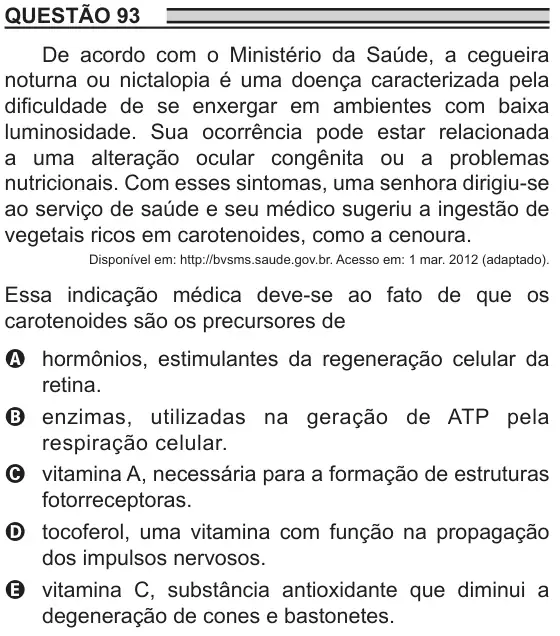 QUESTÃO 93
De acordo com o Ministério da Saúde, a cegueira
noturna ou nictalopia é uma doença caracterizada pela
dificuldade de se enxergar em ambientes com baixa
luminosidade. Sua ocorrência pode estar relacionada
a uma alteração ocular congênita ou a problemas
nutricionais. Com esses sintomas, uma senhora dirigiu-se
ao serviço de saúde e seu médico sugeriu a ingestão de
vegetais ricos em carotenoides, como a cenoura.
Disponível em: http://bvsms.saude.gov.br. Acesso em: 1 mar. 2012 (adaptado).
Essa indicação médica deve-se ao fato de que os
carotenoides são os precursores de
A hormônios, estimulantes da regeneração celular da
retina.
B enzimas, utilizadas na geração de ATP pela
respiração celular.
C vitamina A, necessária para a formação de estruturas
fotorreceptoras.
D tocoferol, uma vitamina com função na propagação
dos impulsos nervosos.
E vitamina C, substância antioxidante que diminui a
degeneração de cones e bastonetes.